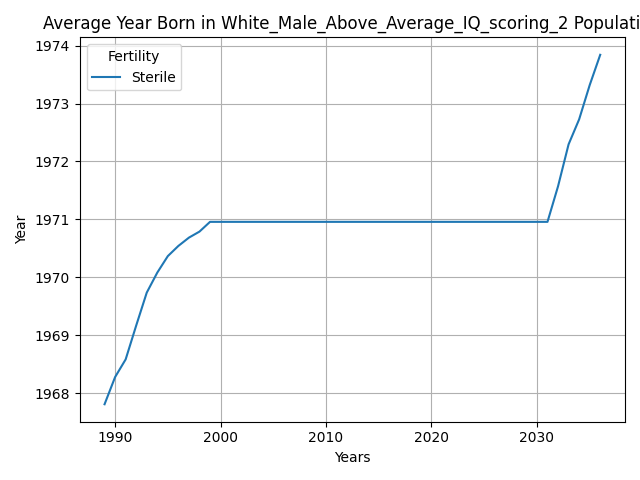 Average Year Born in White_Male_Above_Average_IQ_scoring_2 Populati
Fertility
Sterile
1974
1973
1972
1971
1970
1969
1968
Year
1990 2000 2010 2020 2030
Years